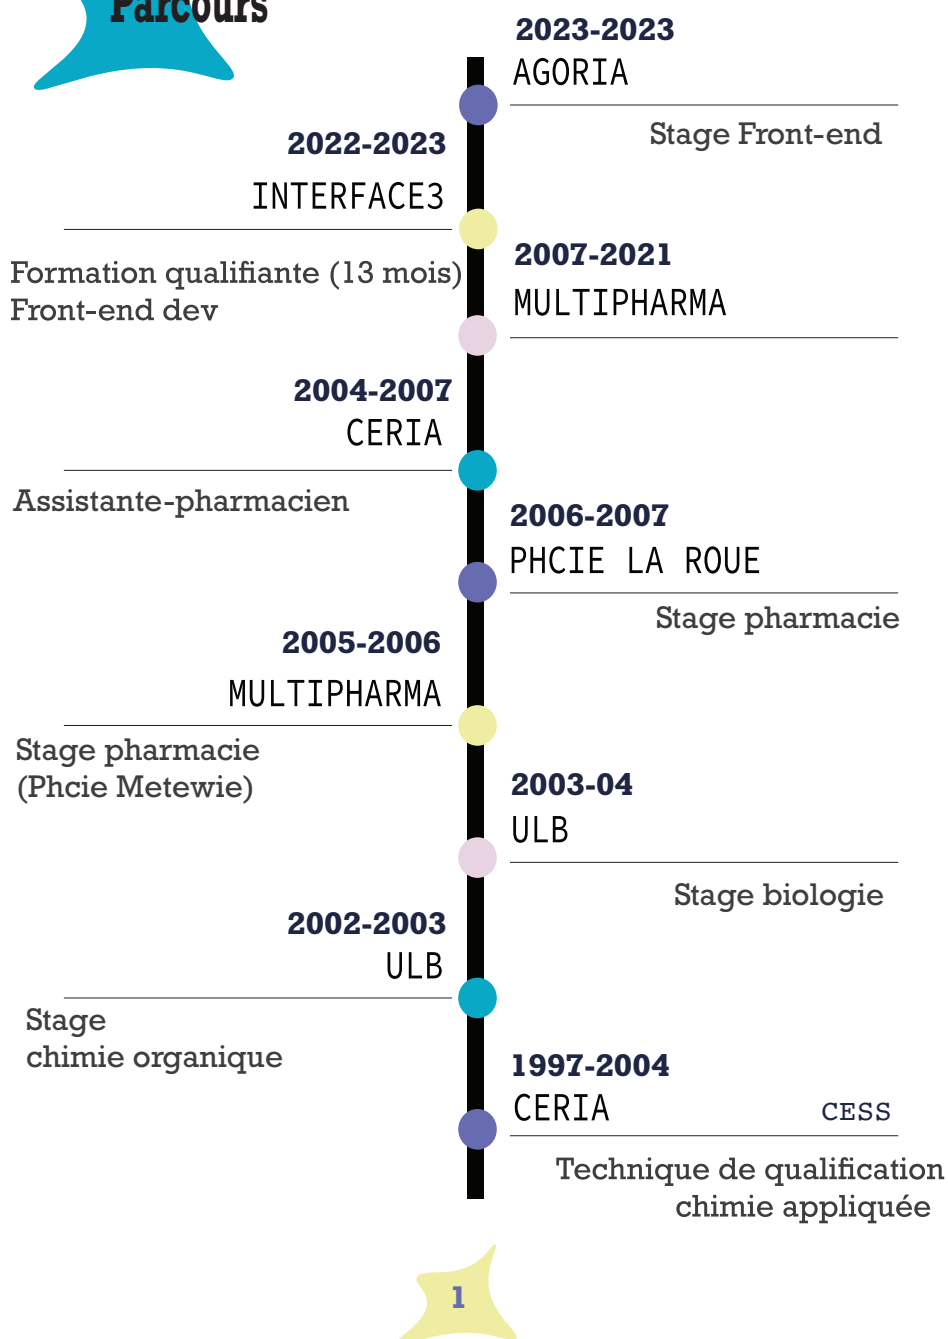 Parcours
2023-2023
AGORIA
Stage Front-end
2022-2023
INTERFACE3
Formation qualifiante (13 mois)
Front-end dev
2007-2021
MULTIPHARMA
2004-2007
CERIA
Assistante-pharmacien
2006-2007
PHCIE LA ROUE
Stage pharmacie
2005-2006
MULTIPHARMA
Stage pharmacie
(Phcie Metewie)
2003-04
ULB
Stage biologie
2002-2003
ULB
Stage
chimie organique
1997-2004
CERIA CESS
Technique de qualification
chimie appliquée
1